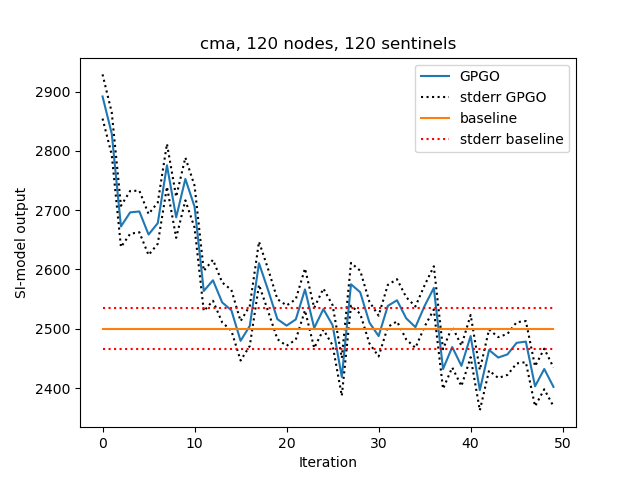 cma, 120 nodes, 120 sentinels
GPGO
stderr GPGO
baseline
stderr baseline
SI-model output
2900
2800
2700
2600
2500
2400
0 10 20 30 40 50
Iteration